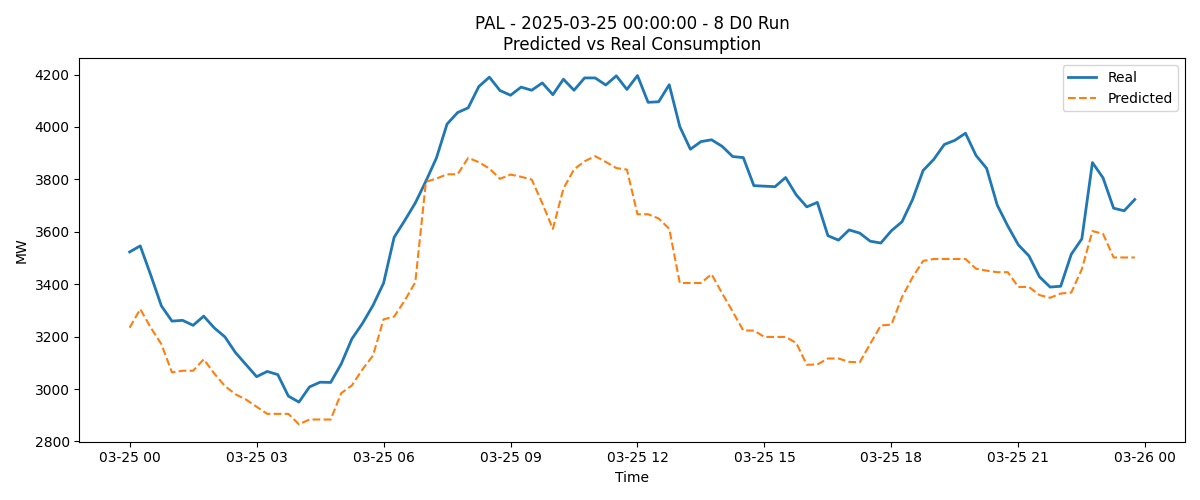 PAL - 2025-03-25 00:00:00 - 8 D0 Run
Predicted vs Real Consumption
Real
Predicted
MW
4200
4000
3800
3600
3400
3200
3000
2800
03-25 00
03-25 03
03-25 06
03-25 09
03-25 12
03-25 15
03-25 18
03-25 21
03-26 00
Time